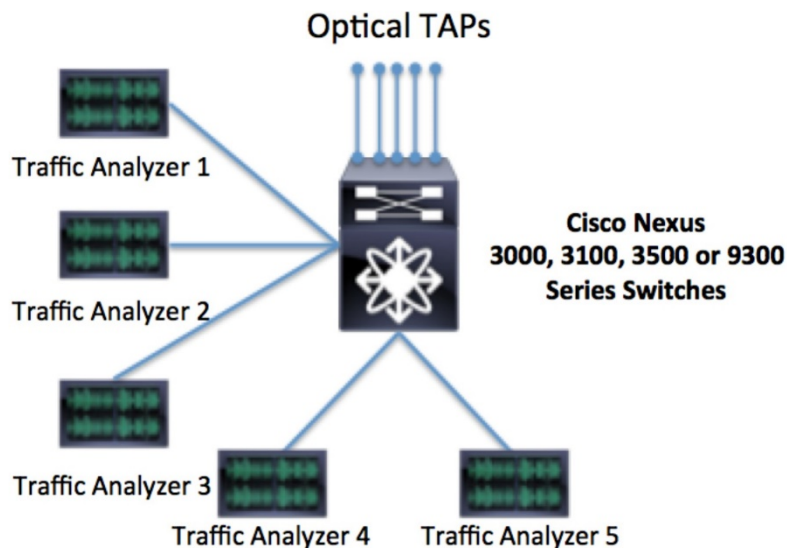 Optical TAPs
Traffic Analyzer 1
Traffic Analyzer 2
Traffic Analyzer 3
Traffic Analyzer 4
Traffic Analyzer 5
Cisco Nexus
3000, 3100, 3500 or 9300
Series Switches